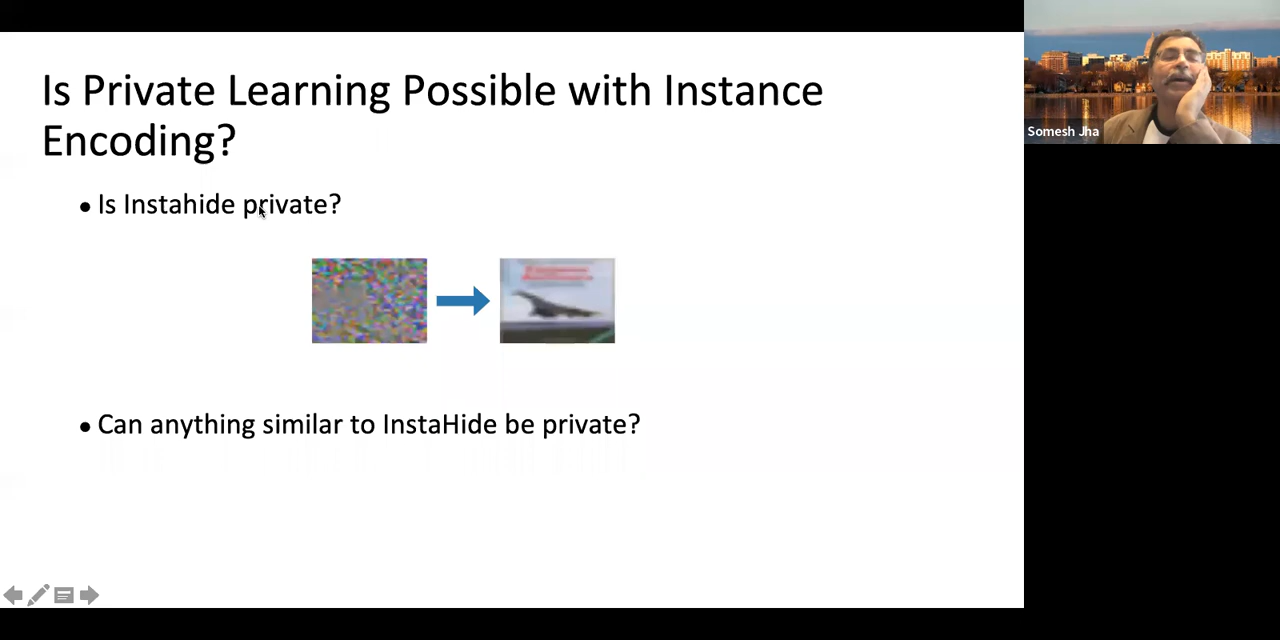 Is Private Learning Possible with Instance
Encoding?
Somesh Jha
• Is Instahide private?
• Can anything similar to InstaHide be private?